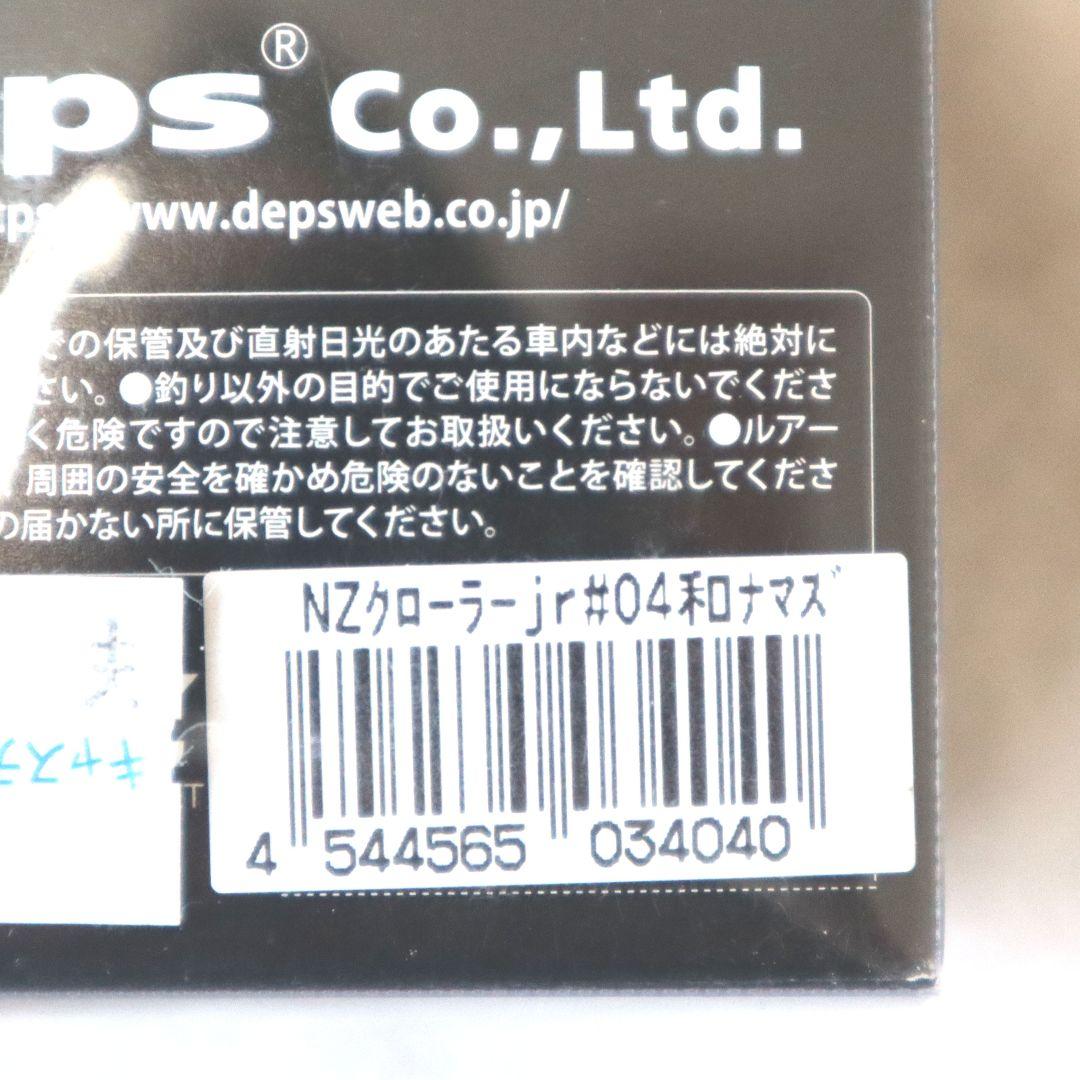 ps® Co.,Ltd.
www.depsweb.co.jp/
での保管及び直射日光のあたる車内などには絶対に
さい。●釣り以外の目的でご使用にならないでくださ
く危険ですので注意してお取扱いください。●ルアー
周囲の安全を確かめ危険のないことを確認してくださ
の届かない所に保管してください。
NZクローラーjr#04和ロナマズ
キャステ
4 544565 034040